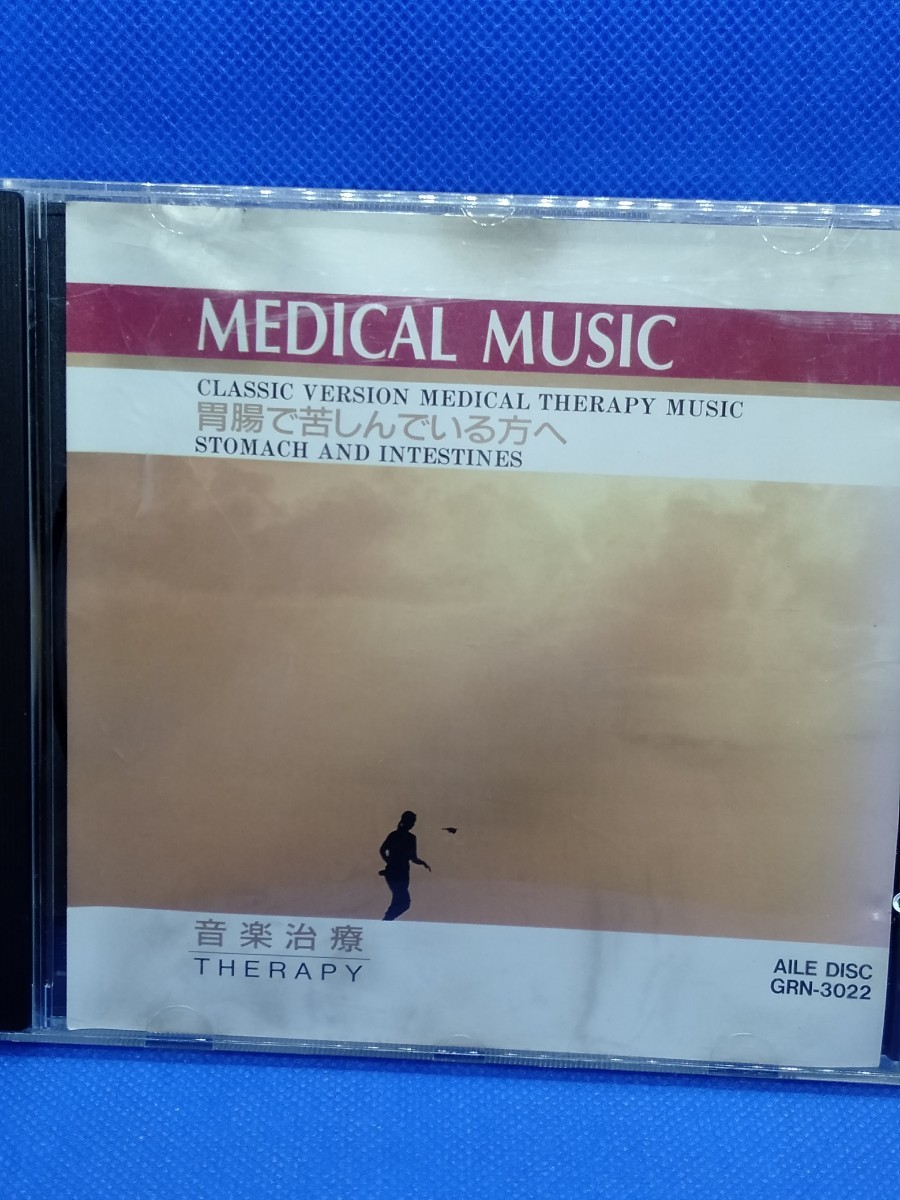 MEDICAL MUSIC
CLASSIC VERSION MEDICAL THERAPY MUSIC
胃腸で苦しんでいる方へ
STOMACH AND INTESTINES
音楽治療
THERAPY
AILE DISC
GRN-3022